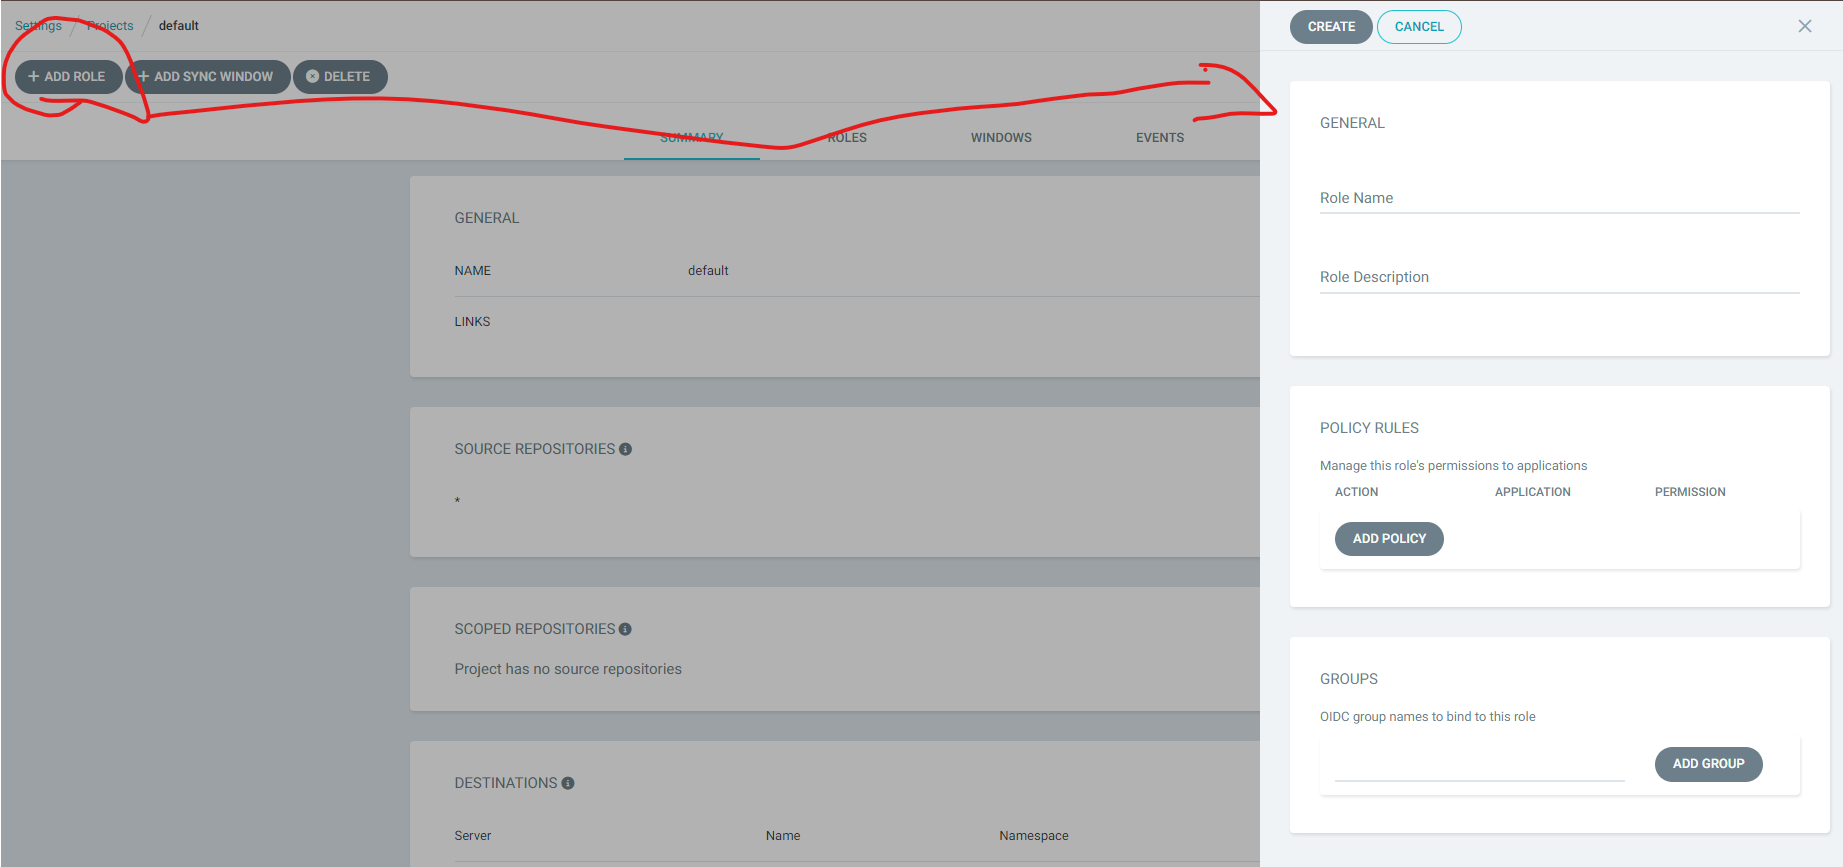 Settings / Projects / default
+ ADD ROLE + ADD SYNC WINDOW DELETE
SUMMARY ROLES WINDOWS EVENTS
GENERAL
NAME default
LINKS
SOURCE REPOSITORIES
*
SCOPED REPOSITORIES
Project has no source repositories
DESTINATIONS
Server Name Namespace
CREATE CANCEL
GENERAL
Role Name
Role Description
POLICY RULES
Manage this role's permissions to applications
ACTION APPLICATION PERMISSION
ADD POLICY
GROUPS
OIDC group names to bind to this role
ADD GROUP